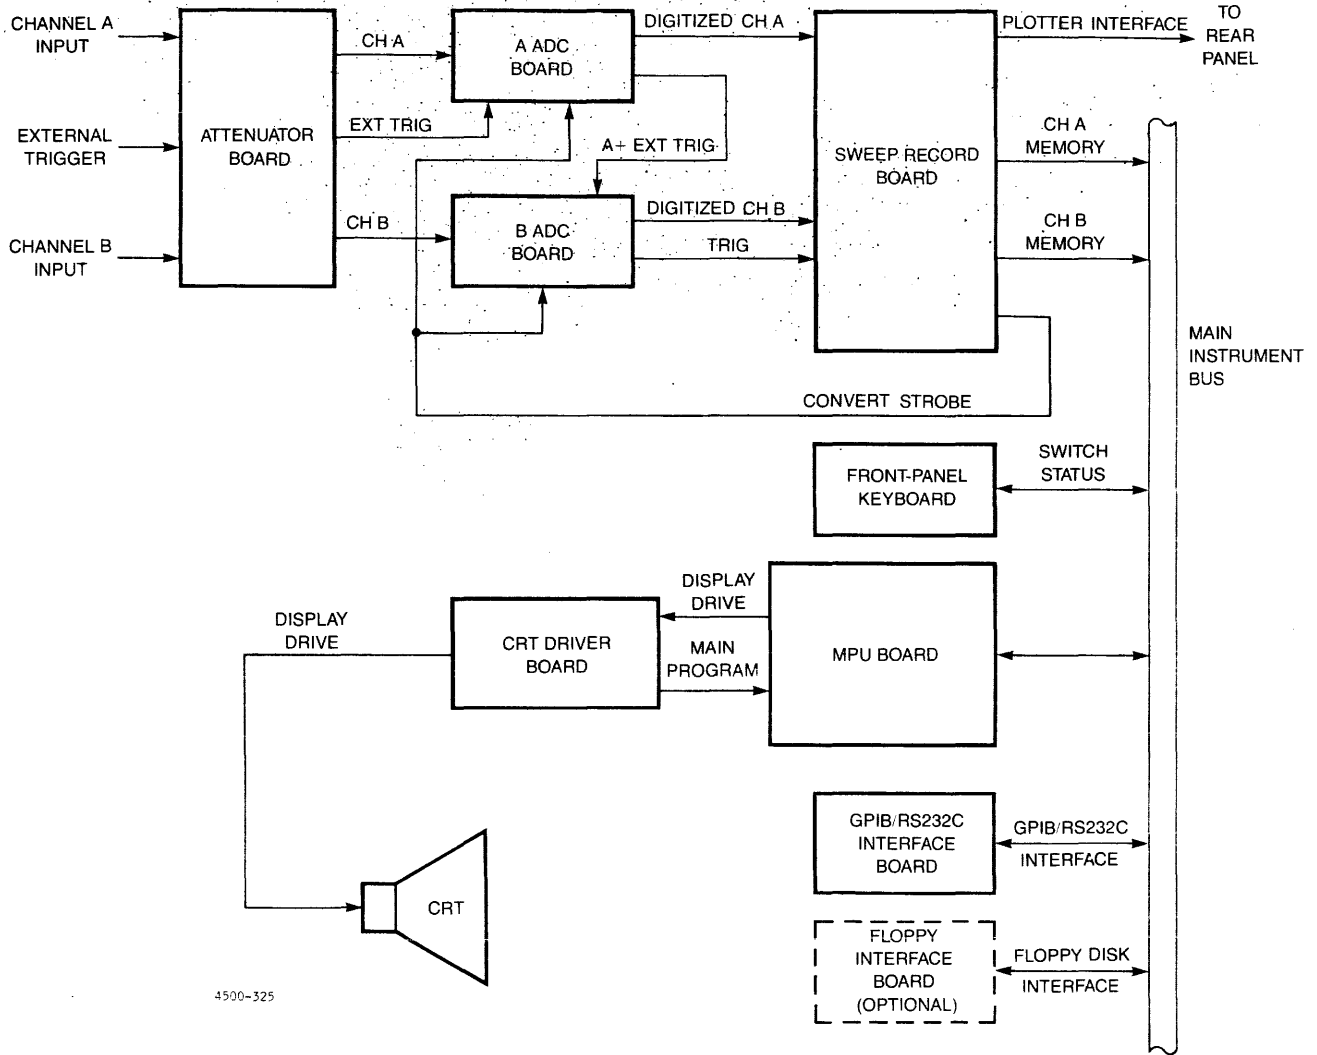 CHANNEL A
INPUT
EXTERNAL
TRIGGER
CHANNEL B
INPUT
ATTENUATOR
BOARD
CH A
EXT TRIG
CH B
A ADC
BOARD
A+ EXT TRIG
B ADC
BOARD
DIGITIZED CH A
DIGITIZED CH B
TRIG
SWEEP RECORD
BOARD
PLOTTER INTERFACE
TO
REAR
PANEL
CH A
MEMORY
CH B
MEMORY
MAIN
INSTRUMENT
BUS
CONVERT STROBE
FRONT-PANEL
KEYBOARD
SWITCH
STATUS
DISPLAY
DRIVE
CRT DRIVER
BOARD
DISPLAY
DRIVE
MAIN
PROGRAM
MPU BOARD
CRT
GPIB/RS232C
INTERFACE
BOARD
GPIB/RS232C
INTERFACE
FLOPPY
INTERFACE
BOARD
(OPTIONAL)
FLOPPY DISK
INTERFACE
4500-325